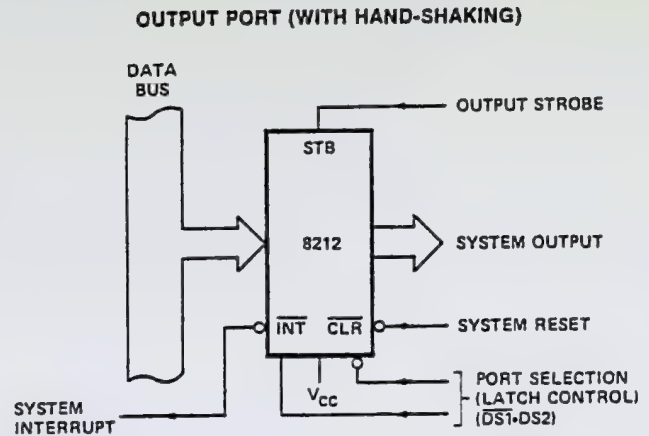 OUTPUT PORT (WITH HAND-SHAKING)
DATA
BUS
OUTPUT STROBE
STB
8212
SYSTEM OUTPUT
INT CLR
SYSTEM RESET
VCC
PORT SELECTION
(LATCH CONTROL)
(DS1•DS2)
SYSTEM
INTERRUPT